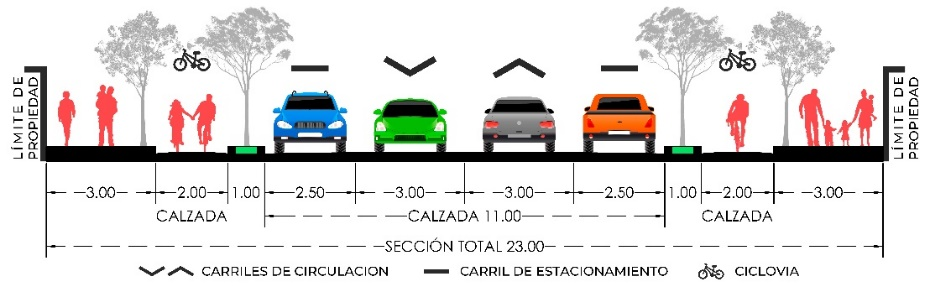 LÍMITE DE
PROPIEDAD
LÍMITE DE
PROPIEDAD
3.00 2.00 1.00 2.50 3.00 3.00 2.50 1.00 2.00 3.00
CALZADA CALZADA 11.00 CALZADA
SECCIÓN TOTAL 23.00
CARRILES DE CIRCULACION CARRIL DE ESTACIONAMIENTO CICLOVIA